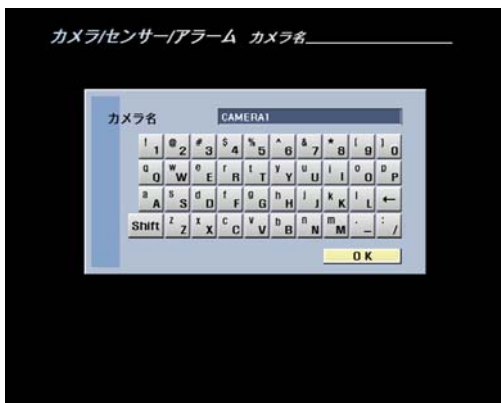 カメラ/センサー/アラーム カメラ名
カメラ名 CAMERA1
! 1 @ 2 # 3 $ 4 % 5 ^ 6 & 7 * 8 ( 9 ) 0
q Q w W e E r R t T y Y u U i I o O p P
a A s S d D f F g G h H j J k K l L ←
Shift z Z x X c C v V b B n N m M . _ : /
OK